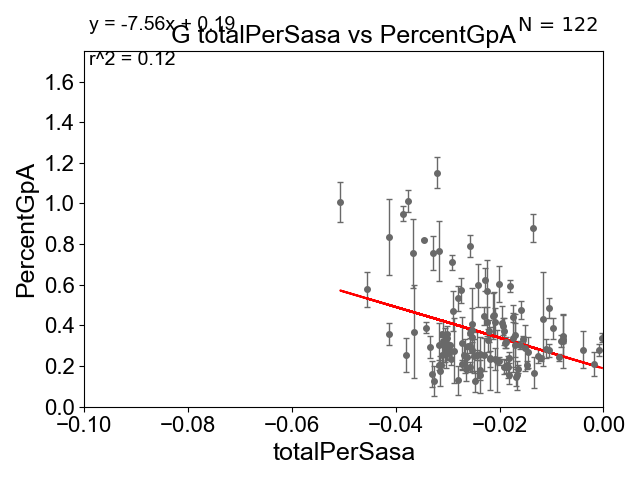 y = -7.56x + 0.19
N = 122
G totalPerSasa vs PercentGpA
r^2 = 0.12
PercentGpA
1.6
1.4
1.2
1.0
0.8
0.6
0.4
0.2
0.0
−0.10 −0.08 −0.06 −0.04 −0.02 0.00
totalPerSasa